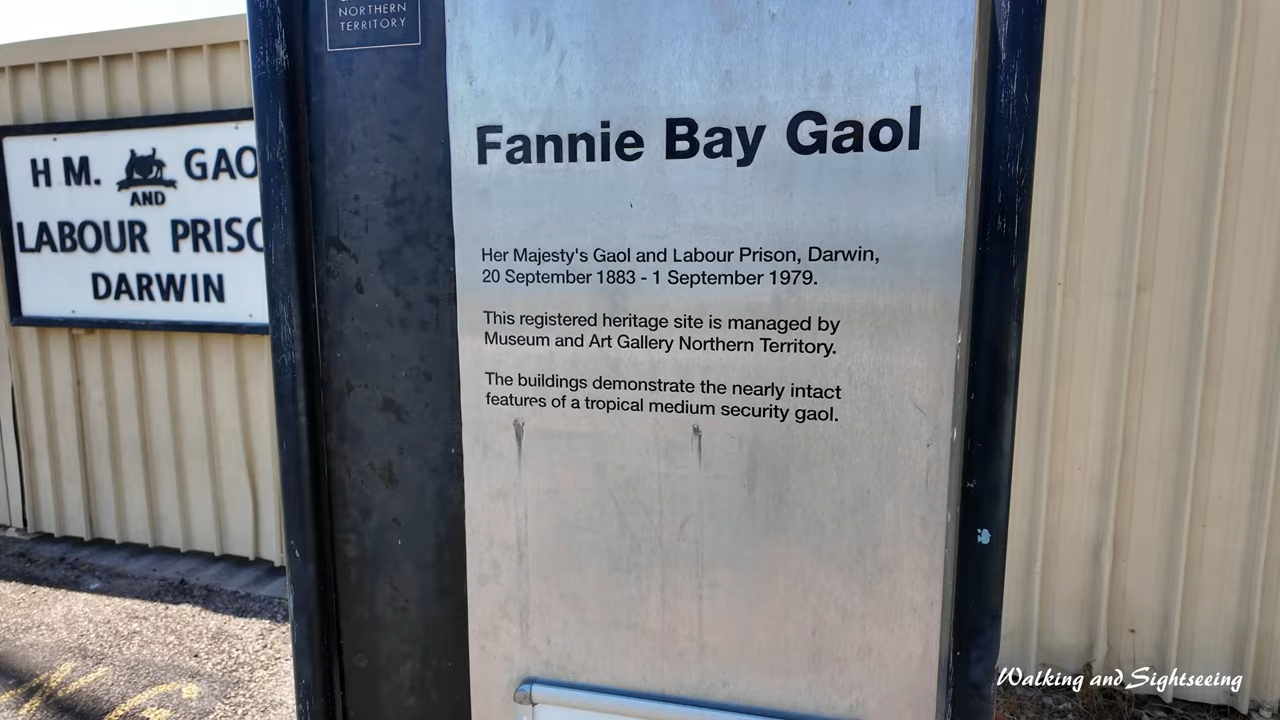 NORTHERN
TERRITORY
H M. GAO
AND
LABOUR PRISO
DARWIN
Fannie Bay Gaol
Her Majesty's Gaol and Labour Prison, Darwin,
20 September 1883 - 1 September 1979.
This registered heritage site is managed by
Museum and Art Gallery Northern Territory.
The buildings demonstrate the nearly intact
features of a tropical medium security gaol.
Walking and Sightseeing